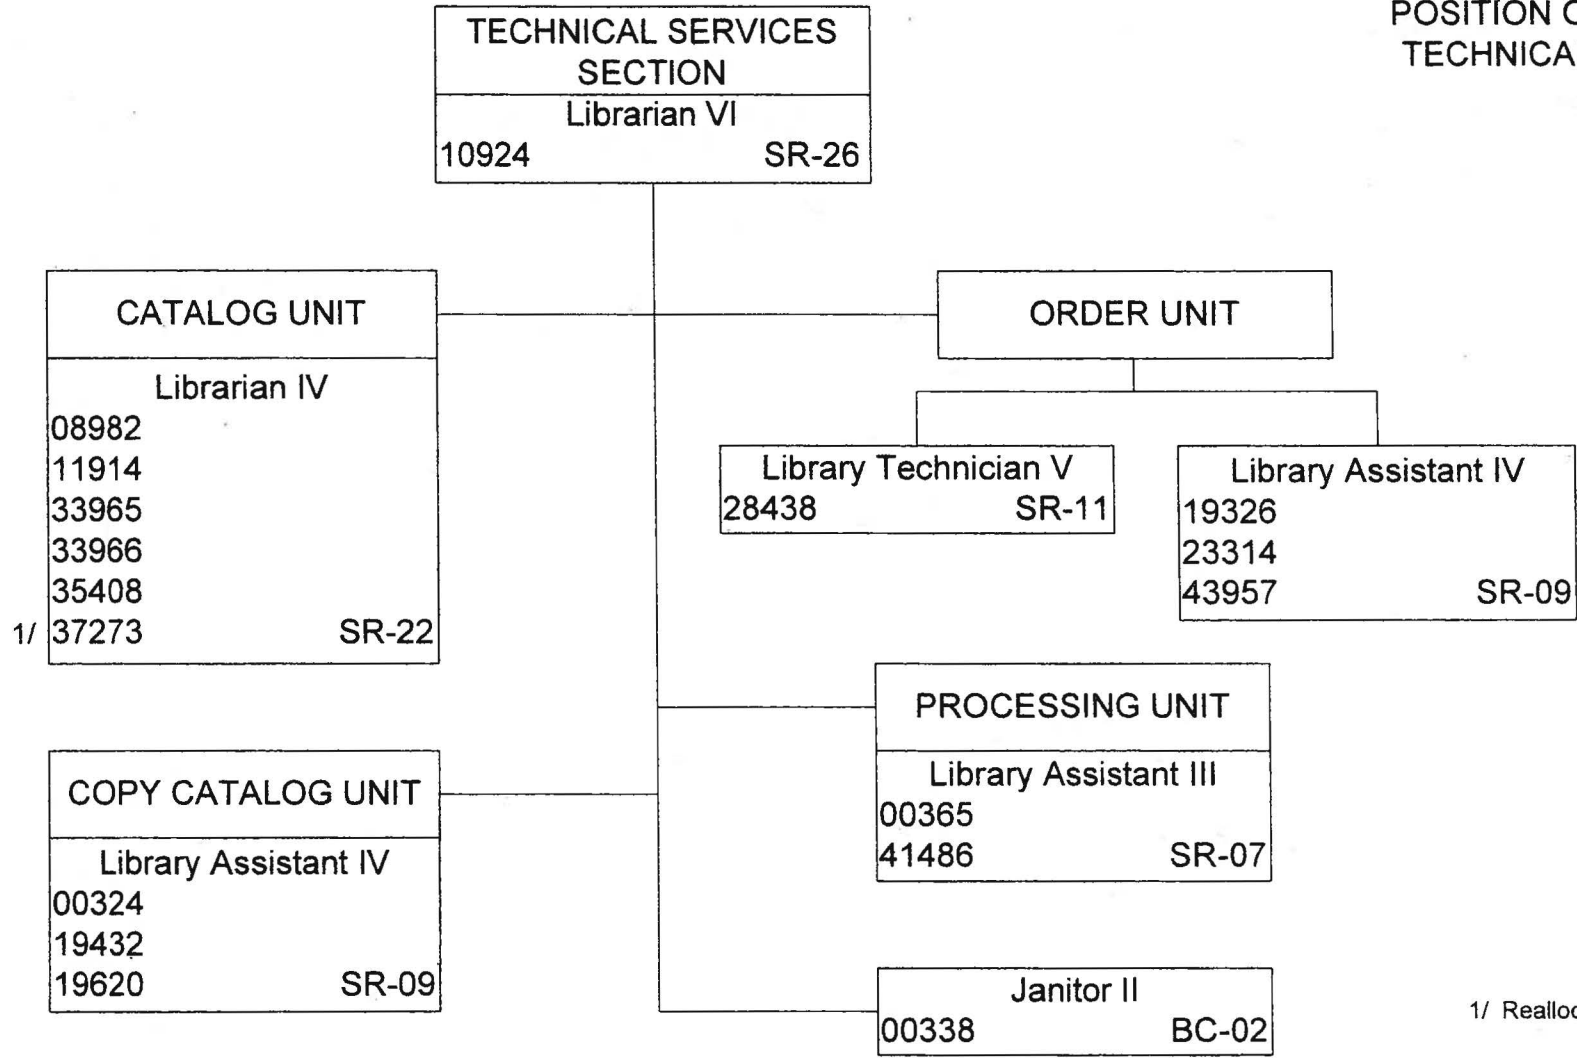 POSITION
TECHNICA
TECHNICAL SERVICES
SECTION
Librarian VI
10924 SR-26
CATALOG UNIT
Librarian IV
08982
11914
33965
33966
35408
1/ 37273 SR-22
ORDER UNIT
Library Technician V
28438 SR-11
Library Assistant IV
19326
23314
43957 SR-09
COPY CATALOG UNIT
Library Assistant IV
00324
19432
19620 SR-09
PROCESSING UNIT
Library Assistant III
00365
41486 SR-07
Janitor II
00338 BC-02
1/ Realloc